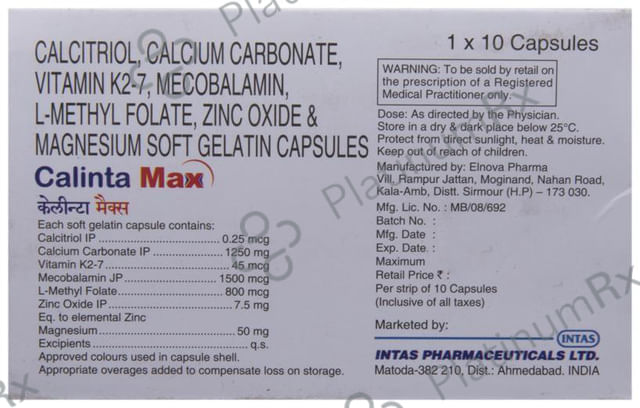 CALCITRIOL, CALCIUM CARBONATE,
VITAMIN K2-7, MECOBALAMIN,
L-METHYL FOLATE, ZINC OXIDE &
MAGNESIUM SOFT GELATIN CAPSULES
Calinta Max
केलीन्टा मैक्स
Each soft gelatin capsule contains:
Calcitriol IP ........................ 0.25 mcg
Calcium Carbonate IP ............ 1250 mg
Vitamin K2-7 ........................ 45 mcg
Mecobalamin JP .................. 1500 mcg
L-Methyl Folate .................... 800 mcg
Zinc Oxide IP ........................ 7.5 mg
Eq. to elemental Zinc
Magnesium ........................ 50 mg
Excipients ........................ q.s.
Approved colours used in capsule shell.
Appropriate overages added to compensate loss on storage.
1 x 10 Capsules
WARNING: To be sold by retail on
the prescription of a Registered
Medical Practitioner only.
Dose: As directed by the Physician.
Store in a dry & dark place below 25°C.
Protect from direct sunlight, heat & moisture.
Keep out of reach of children.
Manufactured by: Elnova Pharma
Vill, Rampur Jattan, Moginand, Nahan Road,
Kala-Amb, Distt. Sirmour (H.P) – 173 030.
Mfg. Lic. No. : MB/08/692
Batch No. :
Mfg. Date :
Exp. Date :
Maximum
Retail Price ₹ :
Per strip of 10 Capsules
(Inclusive of all taxes)
Marketed by:
INTAS
INTAS PHARMACEUTICALS LTD.
Matoda-382 210, Dist.: Ahmedabad. INDIA
PlatinumRx
PlatinumRx